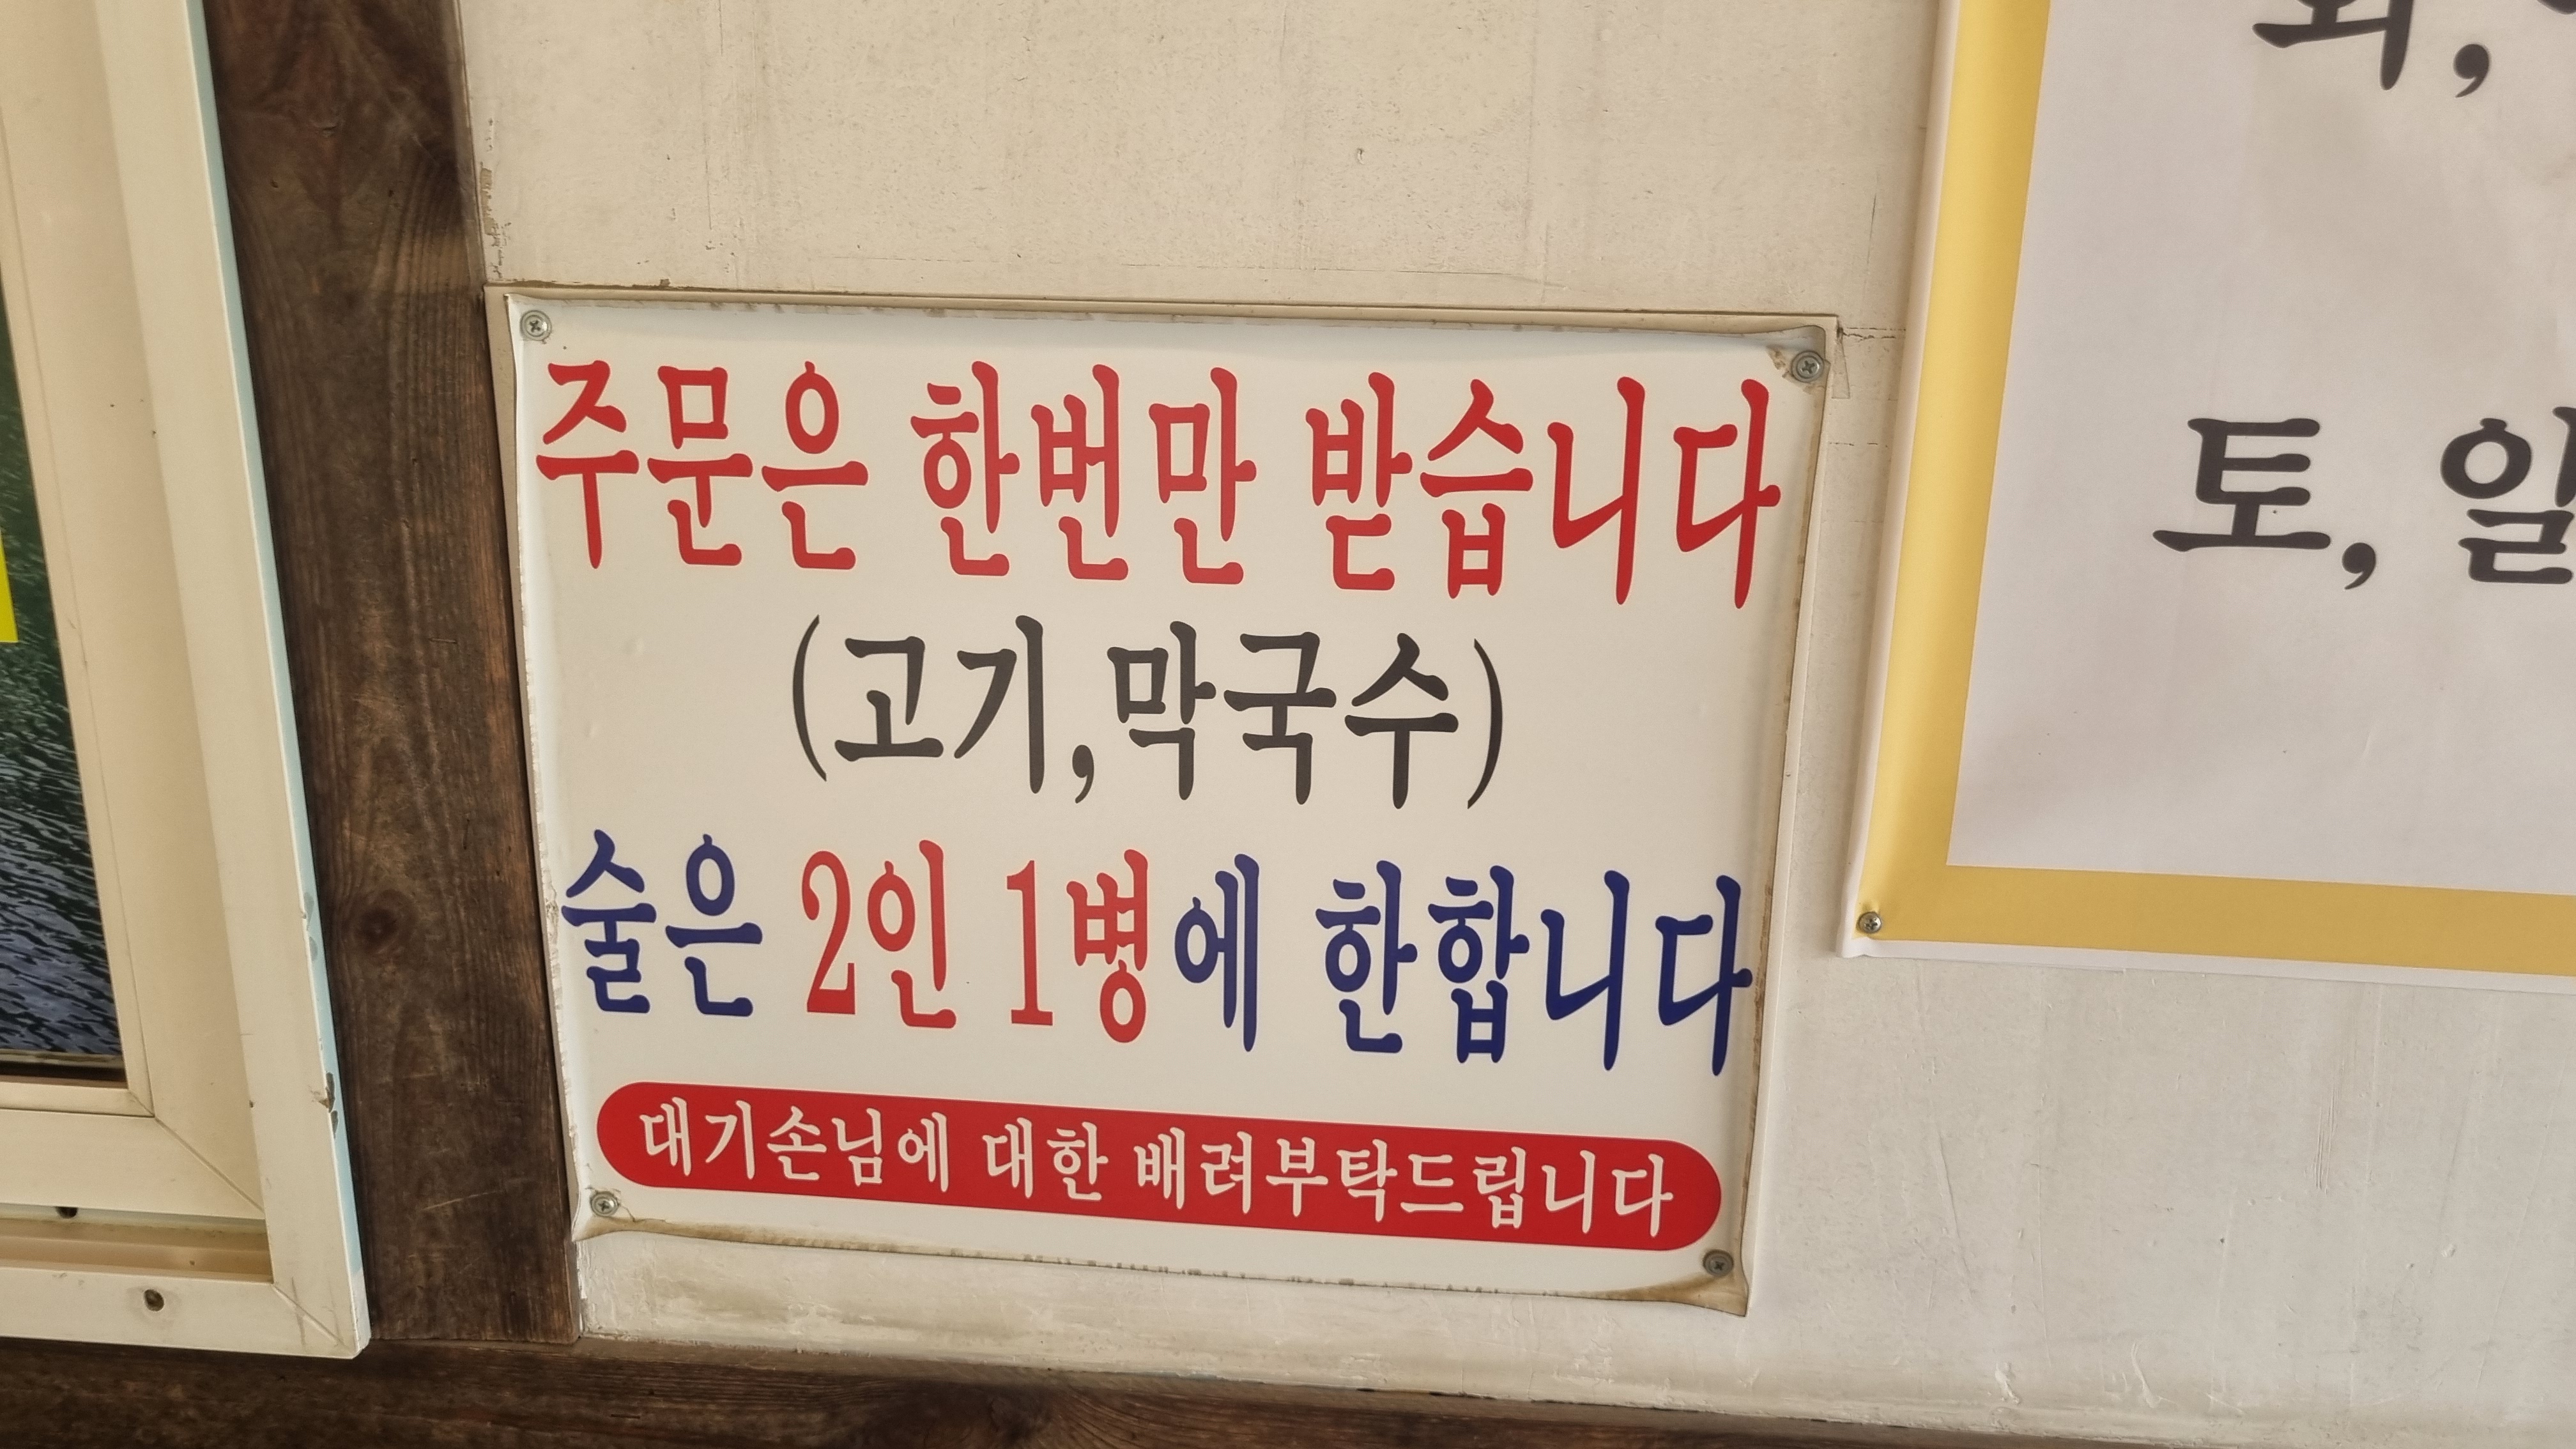 주문은 한번만 받습니다
(고기,막국수)
술은 2인 1병에 한합니다
대기손님에 대한 배려부탁드립니다
토, 일